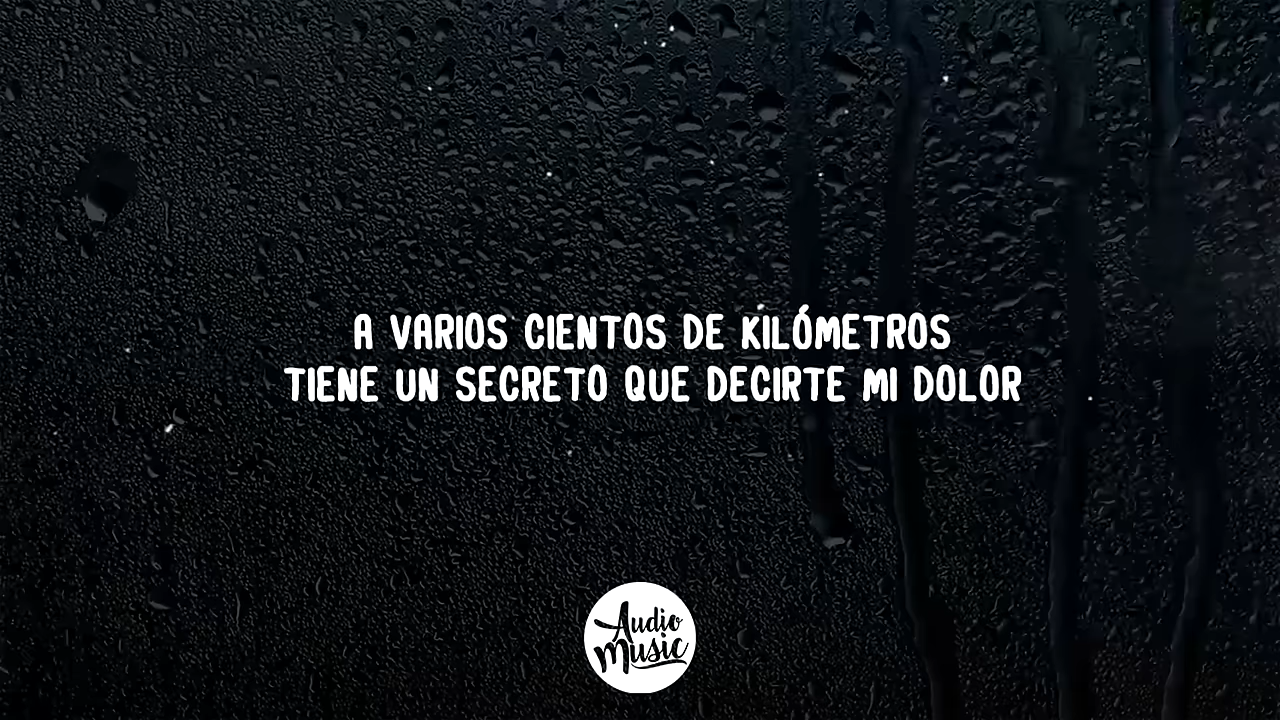 A VARIOS CIENTOS DE KILÓMETROS
TIENE UN SECRETO QUE DECIRTE MI DOLOR
Audio
Music